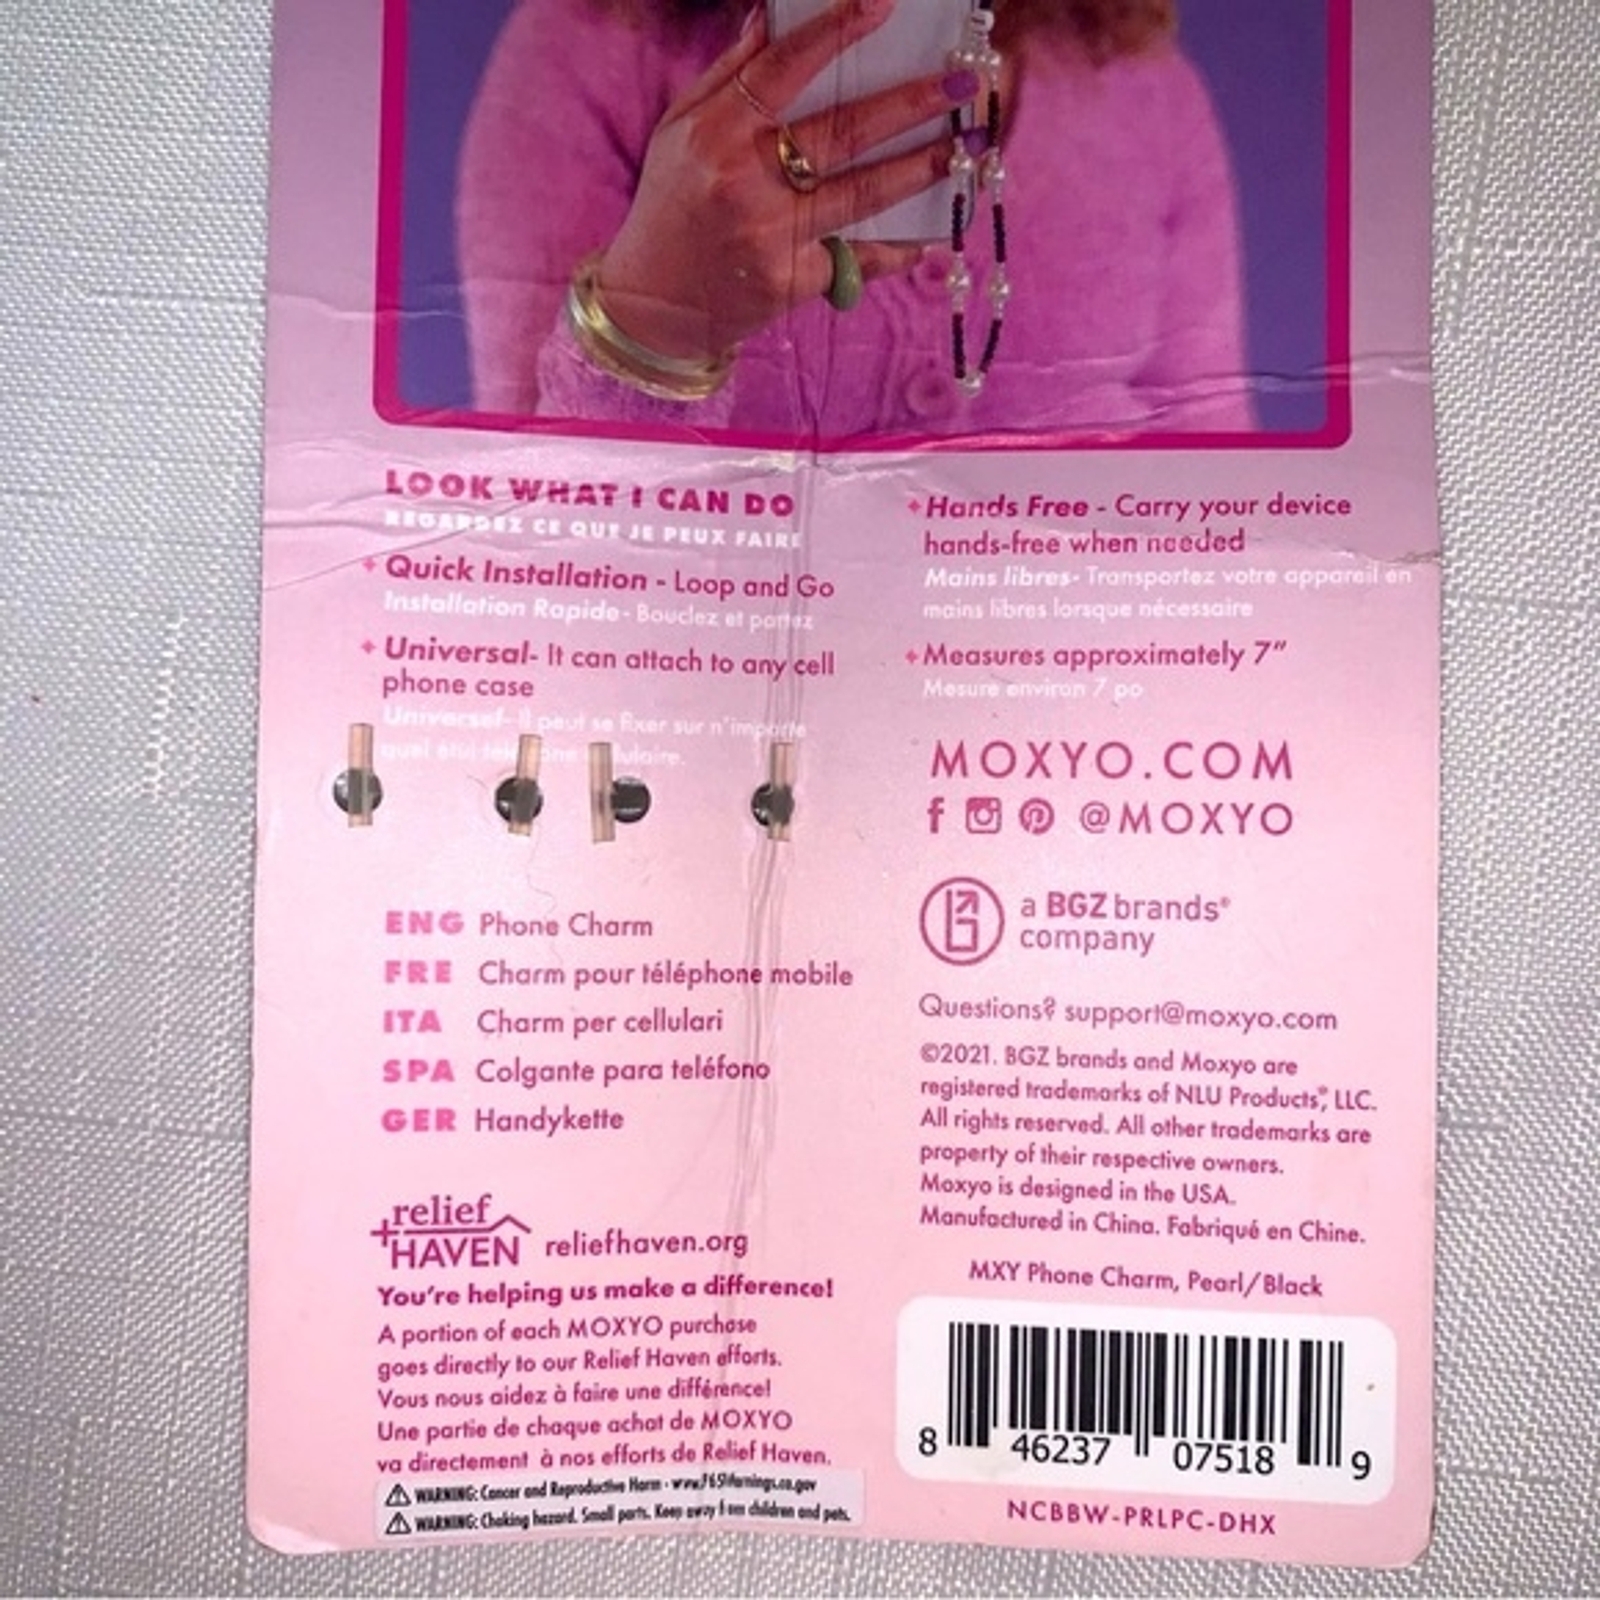 LOOK WHAT I CAN DO
REGARDEZ CE QUE JE PEUX FAIRE
Quick Installation - Loop and Go
Installation Rapide- Bouclez et partez
Universal- It can attach to any cell
phone case
Universel- Il peut se fixer sur n'importe
quel étui
Hands Free - Carry your device
hands-free when needed
Mains libres- Transportez votre appareil en
mains libres lorsque nécessaire
Measures approximately 7"
Mesure environ 7 po
MOXYO.COM
@MOXYO
a BGZ brands®
company
ENG Phone Charm
FRE Charm pour téléphone mobile
ITA Charm per cellulari
SPA Colgante para teléfono
GER Handykette
Questions? support@moxyo.com
©2021. BGZ brands and Moxyo are
registered trademarks of NLU Products®, LLC.
All rights reserved. All other trademarks are
property of their respective owners.
Moxyo is designed in the USA.
Manufactured in China. Fabriqué en Chine.
relief
HAVEN reliefhaven.org
You're helping us make a difference!
A portion of each MOXYO purchase
goes directly to our Relief Haven efforts.
Vous nous aidez à faire une différence!
Une partie de chaque achat de MOXYO
va directement à nos efforts de Relief Haven.
WARNING: Cancer and Reproductive Harm - www.P65Warnings.ca.gov
WARNING: Choking hazard. Small parts. Keep away from children and pets.
MXY Phone Charm, Pearl/Black
8 46237 07518 9
NCBBW-PRLPC-DHX